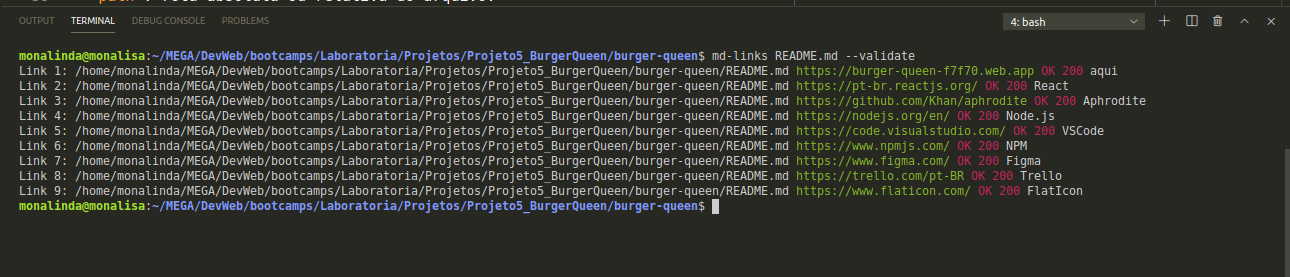 path : rota absoluta ou relativa do arquivo.
OUTPUT TERMINAL DEBUG CONSOLE PROBLEMS 4: bash
monalinda@monalisa:~/MEGA/DevWeb/bootcamps/Laboratoria/Projetos/Projeto5_BurgerQueen/burger-queen$ md-links README.md --validate
Link 1: /home/monalinda/MEGA/DevWeb/bootcamps/Laboratoria/Projetos/Projeto5_BurgerQueen/burger-queen/README.md https://burger-queen-f7f70.web.app OK 200 aqui
Link 2: /home/monalinda/MEGA/DevWeb/bootcamps/Laboratoria/Projetos/Projeto5_BurgerQueen/burger-queen/README.md https://pt-br.reactjs.org/ OK 200 React
Link 3: /home/monalinda/MEGA/DevWeb/bootcamps/Laboratoria/Projetos/Projeto5_BurgerQueen/burger-queen/README.md https://github.com/Khan/aphrodite OK 200 Aphrodite
Link 4: /home/monalinda/MEGA/DevWeb/bootcamps/Laboratoria/Projetos/Projeto5_BurgerQueen/burger-queen/README.md https://nodejs.org/en/ OK 200 Node.js
Link 5: /home/monalinda/MEGA/DevWeb/bootcamps/Laboratoria/Projetos/Projeto5_BurgerQueen/burger-queen/README.md https://code.visualstudio.com/ OK 200 VSCode
Link 6: /home/monalinda/MEGA/DevWeb/bootcamps/Laboratoria/Projetos/Projeto5_BurgerQueen/burger-queen/README.md https://www.npmjs.com/ OK 200 NPM
Link 7: /home/monalinda/MEGA/DevWeb/bootcamps/Laboratoria/Projetos/Projeto5_BurgerQueen/burger-queen/README.md https://www.figma.com/ OK 200 Figma
Link 8: /home/monalinda/MEGA/DevWeb/bootcamps/Laboratoria/Projetos/Projeto5_BurgerQueen/burger-queen/README.md https://trello.com/pt-BR OK 200 Trello
Link 9: /home/monalinda/MEGA/DevWeb/bootcamps/Laboratoria/Projetos/Projeto5_BurgerQueen/burger-queen/README.md https://www.flaticon.com/ OK 200 FlatIcon
monalinda@monalisa:~/MEGA/DevWeb/bootcamps/Laboratoria/Projetos/Projeto5_BurgerQueen/burger-queen$